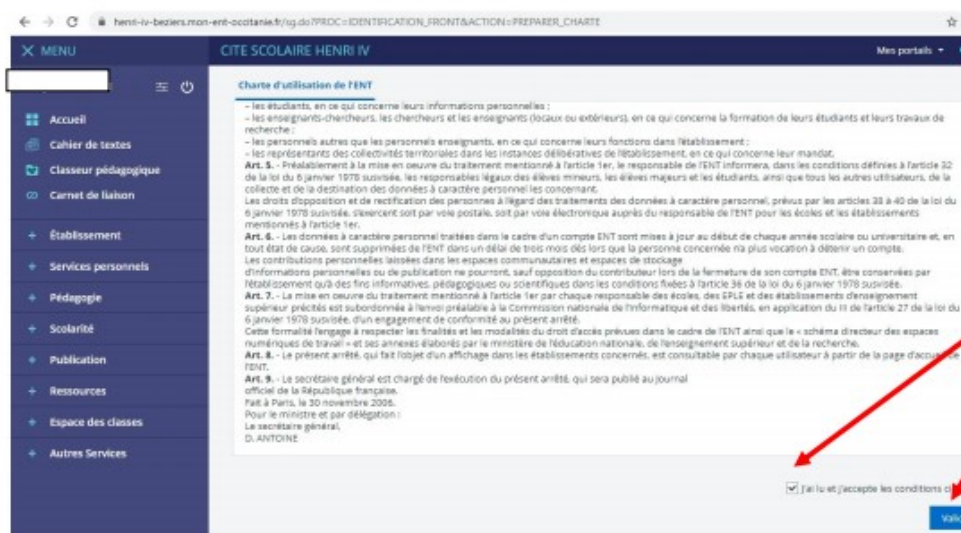 henri-iv-beziers.mon-ent-occitanie.fr/sg.do?PROC=IDENTIFICATION_FRONT&ACTION=PREPARER_CHARTE
MENU
CITE SCOLAIRE HENRI IV
Mes portails
Charte d'utilisation de l'ENT
Accueil
Cahier de textes
Classeur pédagogique
Carnet de liaison
+ Établissement
+ Services personnels
+ Pédagogie
+ Scolarité
+ Publication
+ Ressources
+ Espace des classes
+ Autres Services
– les étudiants, en ce qui concerne leurs informations personnelles ;
– les enseignants-chercheurs, les chercheurs et les enseignants (locaux ou extérieurs), en ce qui concerne la formation de leurs étudiants et leurs travaux de
recherche ;
– les personnels autres que les personnels enseignants, en ce qui concerne leurs fonctions dans l'établissement ;
– les représentants des collectivités territoriales dans les instances délibératives de l'établissement, en ce qui concerne leur mandat.
Art. 5. - Préalablement à la mise en oeuvre du traitement mentionné à l'article 1er, le responsable de l'ENT informera, dans les conditions définies à l'article 32
de la loi du 6 janvier 1978 susvisée, les responsables légaux des élèves mineurs, les élèves majeurs et les étudiants, ainsi que tous les autres utilisateurs, de la
collecte et de la destination des données à caractère personnel les concernant.
Les droits d'opposition et de rectification des personnes à l'égard des traitements des données à caractère personnel, prévus par les articles 38 à 40 de la loi du
6 janvier 1978 susvisée, s'exercent soit par voie postale, soit par voie électronique auprès du responsable de l'ENT pour les écoles et les établissements
mentionnés à l'article 1er.
Art. 6. - Les données à caractère personnel traitées dans le cadre d'un compte ENT sont mises à jour au début de chaque année scolaire ou universitaire et, en
tout état de cause, sont supprimées de l'ENT dans un délai de trois mois dès lors que la personne concernée n'a plus vocation à détenir un compte.
Les contributions personnelles laissées dans les espaces communautaires et espaces de stockage
d'informations personnelles ou de publication ne pourront, sauf opposition du contributeur lors de la fermeture de son compte ENT, être conservées par
l'établissement qu'à des fins informatives, pédagogiques ou scientifiques dans les conditions fixées à l'article 36 de la loi du 6 janvier 1978 susvisée.
Art. 7. - La mise en oeuvre du traitement mentionné à l'article 1er par chaque responsable des écoles, des EPLE et des établissements d'enseignement
supérieur précités est subordonnée à l'envoi préalable à la Commission nationale de l'informatique et des libertés, en application du III de l'article 27 de la loi du
6 janvier 1978 susvisée, d'un engagement de conformité au présent arrêté.
Cette formalité l'engage à respecter les finalités et les modalités du droit d'accès prévues dans le cadre de l'ENT ainsi que le « schéma directeur des espaces
numériques de travail » et ses annexes élaborés par le ministère de l'éducation nationale, de l'enseignement supérieur et de la recherche.
Art. 8. - Le présent arrêté, qui fait l'objet d'un affichage dans les établissements concernés, est consultable par chaque utilisateur à partir de la page d'accueil de
l'ENT.
Art. 9. - Le secrétaire général est chargé de l'exécution du présent arrêté, qui sera publié au Journal
officiel de la République française.
Fait à Paris, le 30 novembre 2006.
Pour le ministre et par délégation :
Le secrétaire général,
D. ANTOINE
J'ai lu et j'accepte les conditions